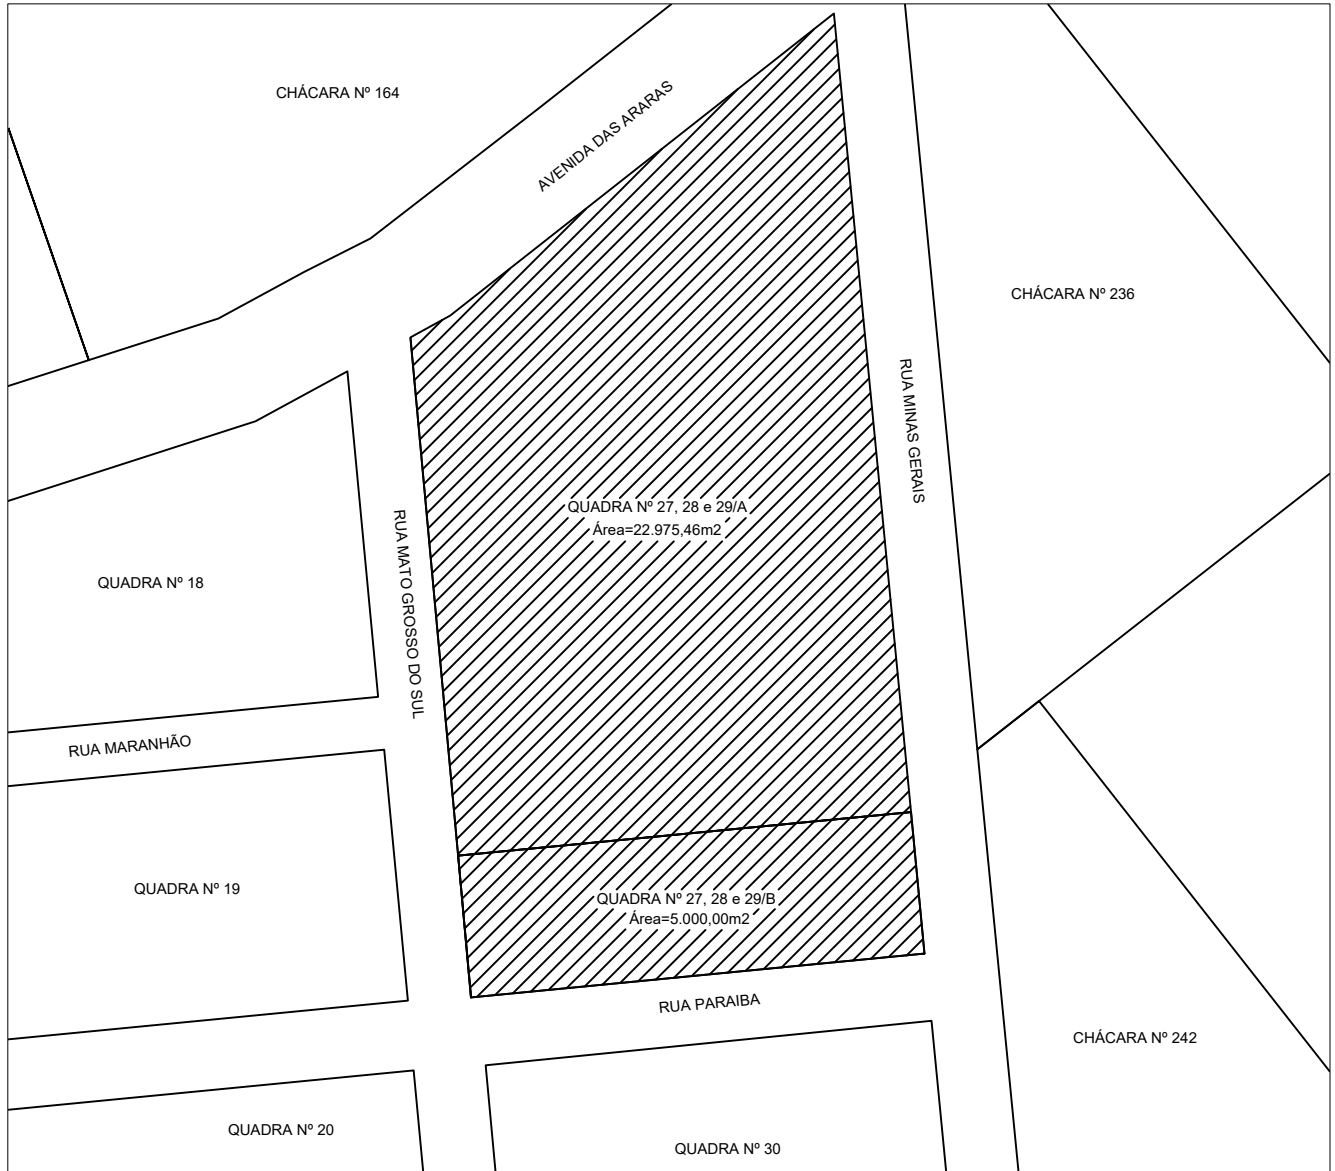 CHÁCARA Nº 164
AVENIDA DAS ARARAS
CHÁCARA Nº 236
RUA MINAS GERAIS
QUADRA Nº 27, 28 e 29/A
Área=22.975,46m2
RUA MATO GROSSO DO SUL
QUADRA Nº 18
RUA MARANHÃO
QUADRA Nº 19
QUADRA Nº 27, 28 e 29/B
Área=5.000,00m2
RUA PARAIBA
CHÁCARA Nº 242
QUADRA Nº 20
QUADRA Nº 30